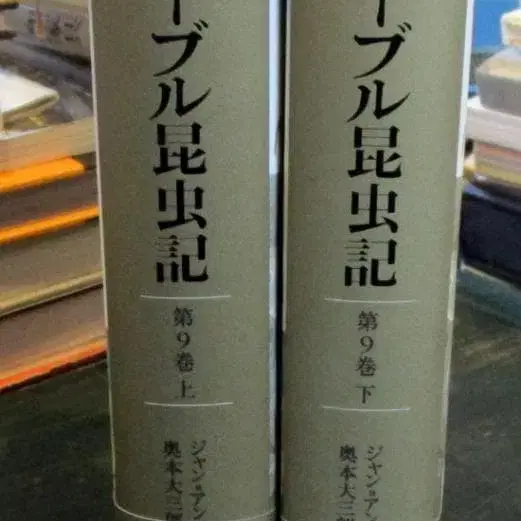 ーブル昆虫記
第9巻 上
ジャン=アン
奥本大三
ーブル昆虫記
第9巻 下
ジャン=アン
奥本大三